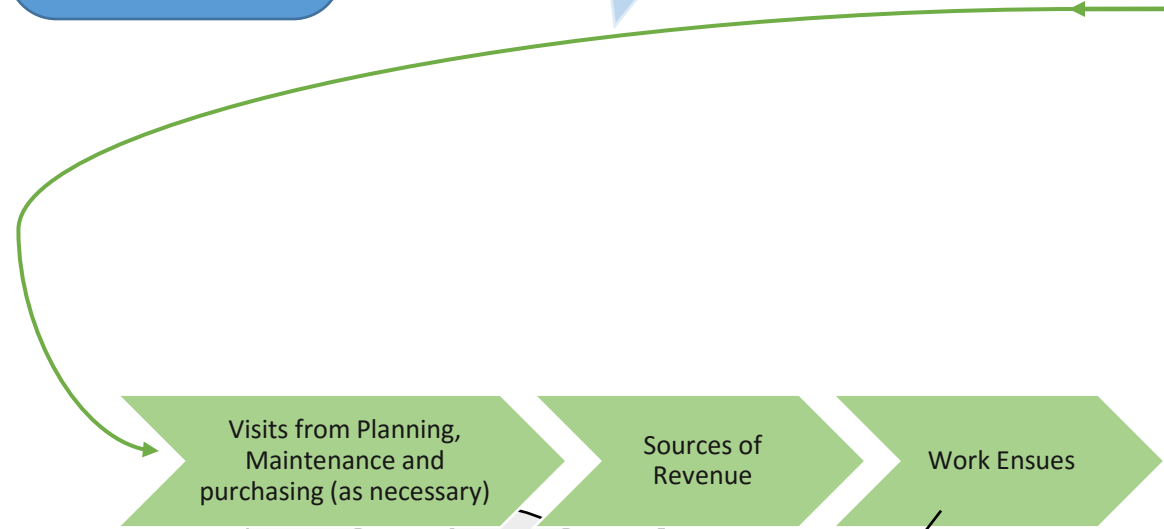 Visits from Planning,
Maintenance and
purchasing (as necessary)
Sources of
Revenue
Work Ensues